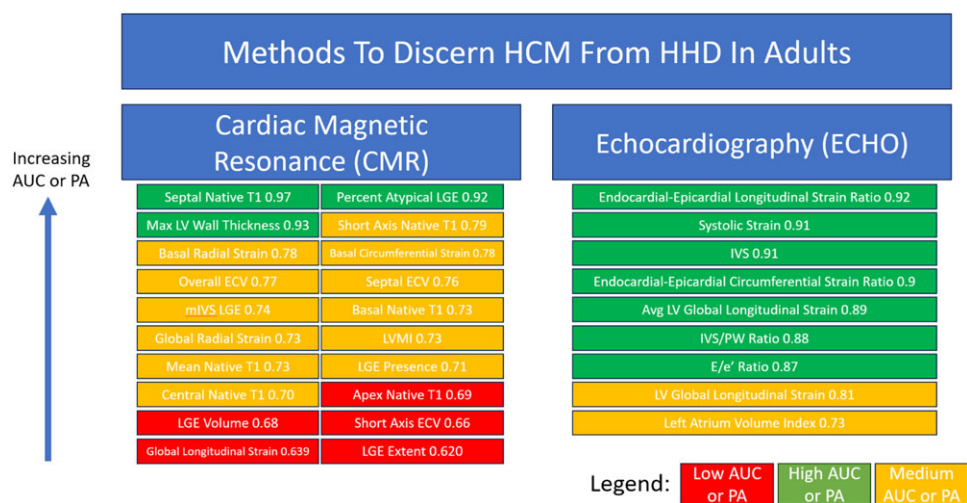 Methods To Discern HCM From HHD In Adults
Increasing
AUC or PA
Cardiac Magnetic
Resonance (CMR)
Septal Native T1 0.97
Percent Atypical LGE 0.92
Max LV Wall Thickness 0.93
Short Axis Native T1 0.79
Basal Radial Strain 0.78
Basal Circumferential Strain 0.78
Overall ECV 0.77
Septal ECV 0.76
mIVS LGE 0.74
Basal Native T1 0.73
Global Radial Strain 0.73
LVMI 0.73
Mean Native T1 0.73
LGE Presence 0.71
Central Native T1 0.70
Apex Native T1 0.69
LGE Volume 0.68
Short Axis ECV 0.66
Global Longitudinal Strain 0.639
LGE Extent 0.620
Echocardiography (ECHO)
Endocardial-Epicardial Longitudinal Strain Ratio 0.92
Systolic Strain 0.91
IVS 0.91
Endocardial-Epicardial Circumferential Strain Ratio 0.9
Avg LV Global Longitudinal Strain 0.89
IVS/PW Ratio 0.88
E/e' Ratio 0.87
LV Global Longitudinal Strain 0.81
Left Atrium Volume Index 0.73
Legend:
Low AUC
or PA
High AUC
or PA
Medium
AUC or PA